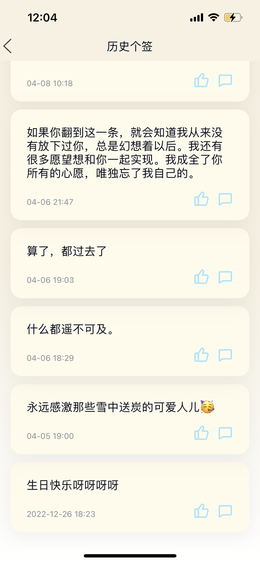 12:04
历史个签
04-08 10:18
如果你翻到这一条，就会知道我从来没
有放下过你，总是幻想着以后。我还有
很多愿望想和你一起实现。我成全了你
所有的心愿，唯独忘了我自己的。
04-06 21:47
算了，都过去了
04-06 19:03
什么都遥不可及。
04-06 18:29
永远感激那些雪中送炭的可爱人儿🥳
04-05 19:00
生日快乐呀呀呀呀
2022-12-26 18:23